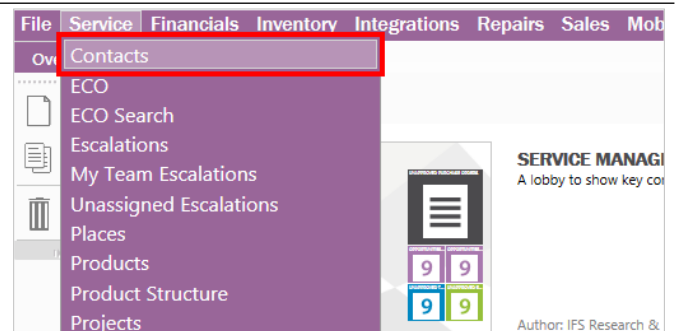 File Service Financials Inventory Integrations Repairs Sales Mob
Ove
Contacts
ECO
ECO Search
Escalations
My Team Escalations
Unassigned Escalations
Places
Products
Product Structure
Projects
SERVICE MANAG
A lobby to show key co
9 9
9 9
Author: IFS Research &